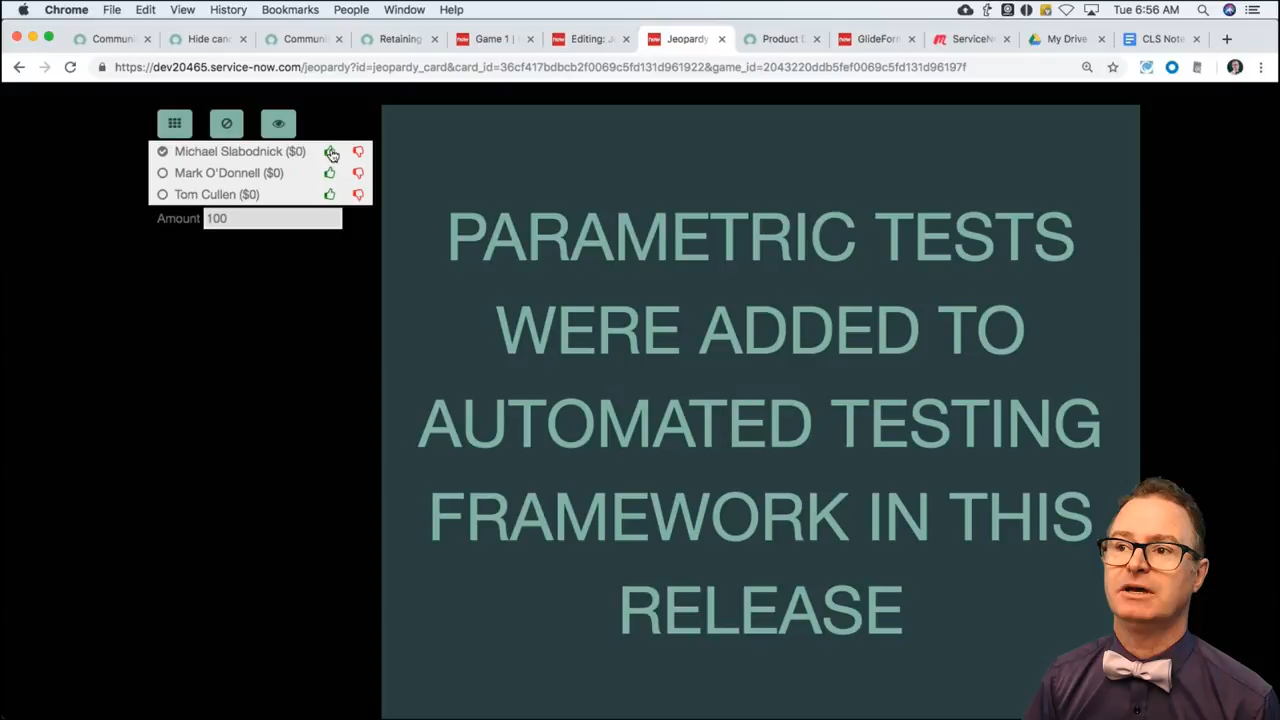 Chrome File Edit View History Bookmarks People Window Help Tue 6:56 AM
Communi Hide canc Communi Retaining Game 1 | Editing: J Jeopardy Product D GlideForm ServiceN My Drive CLS Note
https://dev20465.service-now.com/jeopardy?id=jeopardy_card&card_id=36cf417bdbcb2f0069c5fd131d961922&game_id=2043220ddb5fef0069c5fd131d96197f
Michael Slabodnick ($0)
Mark O'Donnell ($0)
Tom Cullen ($0)
Amount 100
PARAMETRIC TESTS
WERE ADDED TO
AUTOMATED TESTING
FRAMEWORK IN THIS
RELEASE